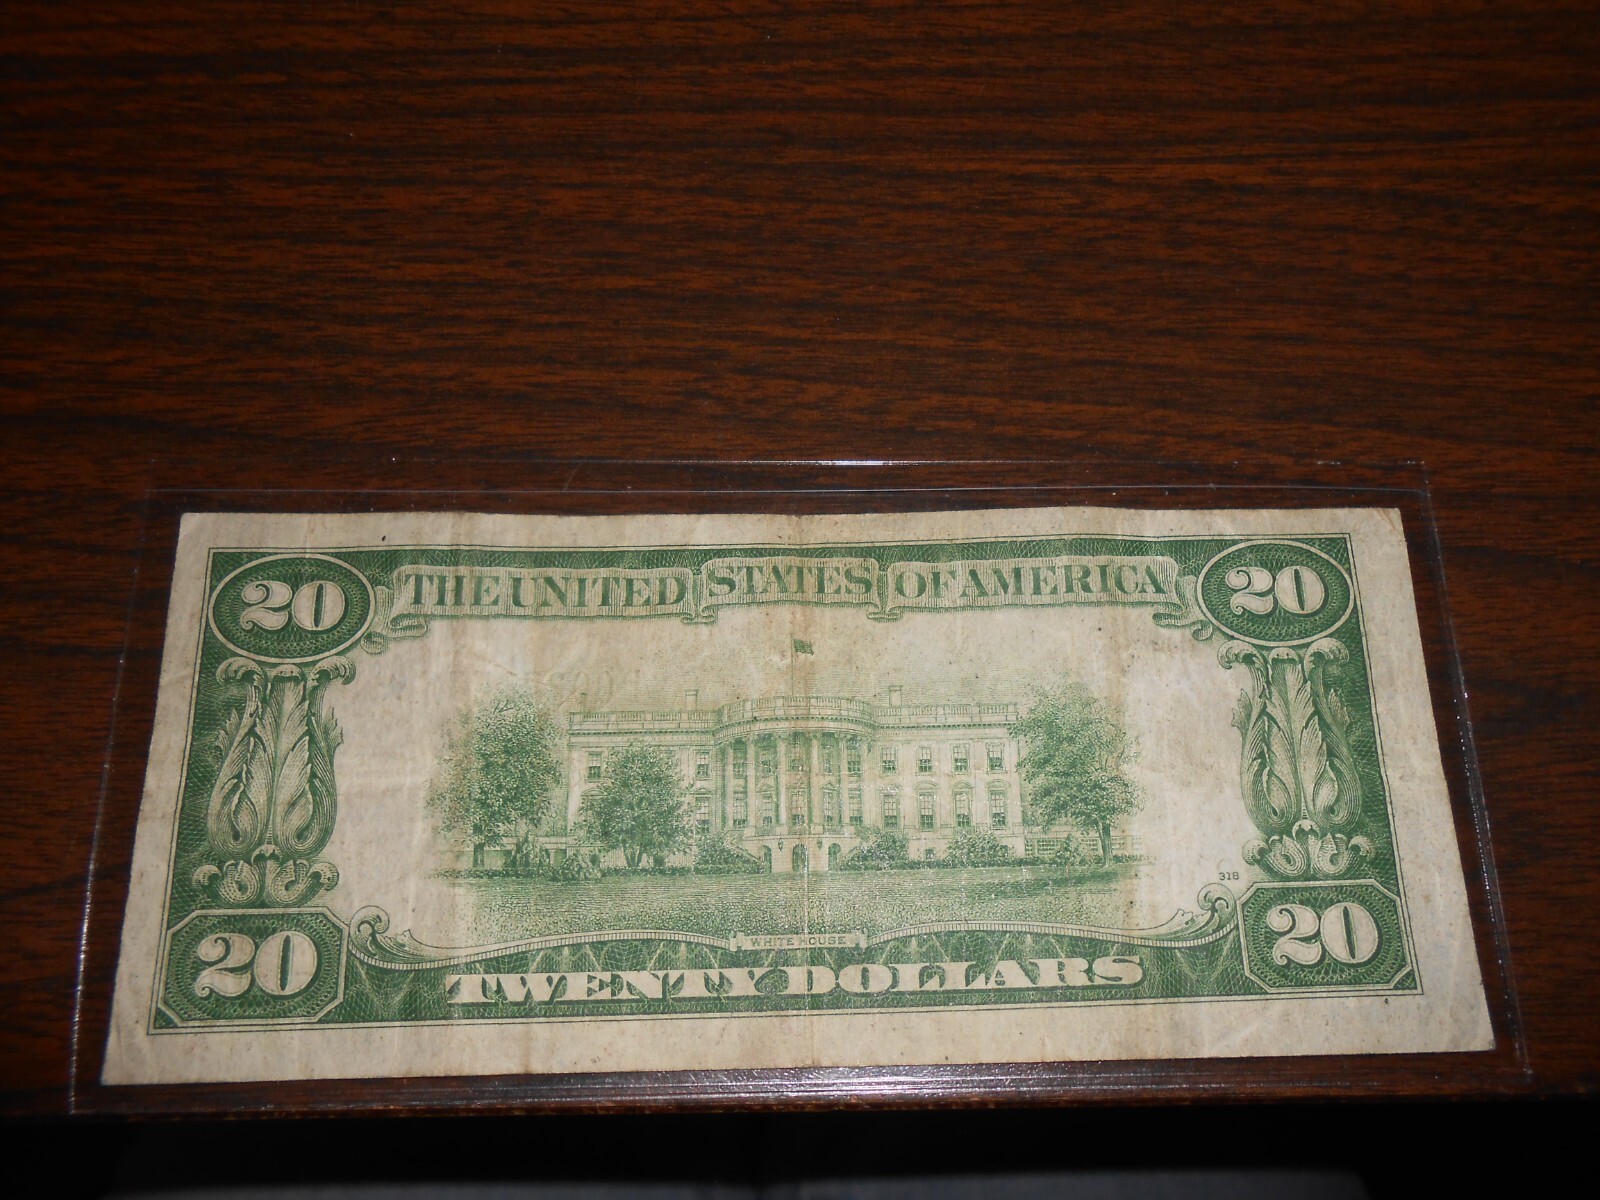 20 THE UNITED STATES OF AMERICA 20
318
WHITE HOUSE
20 TWENTY DOLLARS 20